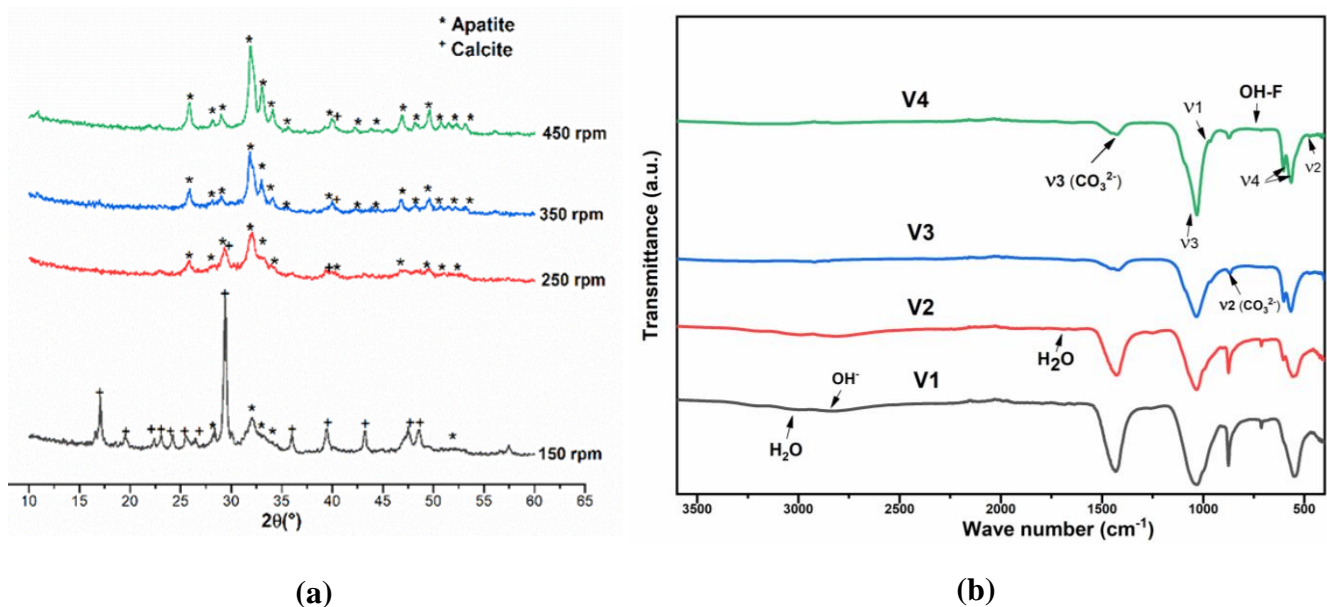 * Apatite
+ Calcite
450 rpm
350 rpm
250 rpm
150 rpm
10 15 20 25 30 35 40 45 50 55 60 65
2θ(°)
(a)
Transmittance (a.u.)
V4
ν1
OH-F
ν3 (CO₃²⁻)
ν4
ν2
ν3
V3
ν2 (CO₃²⁻)
V2
H₂O
OH⁻
V1
H₂O
3500 3000 2500 2000 1500 1000 500
Wave number (cm⁻¹)
(b)